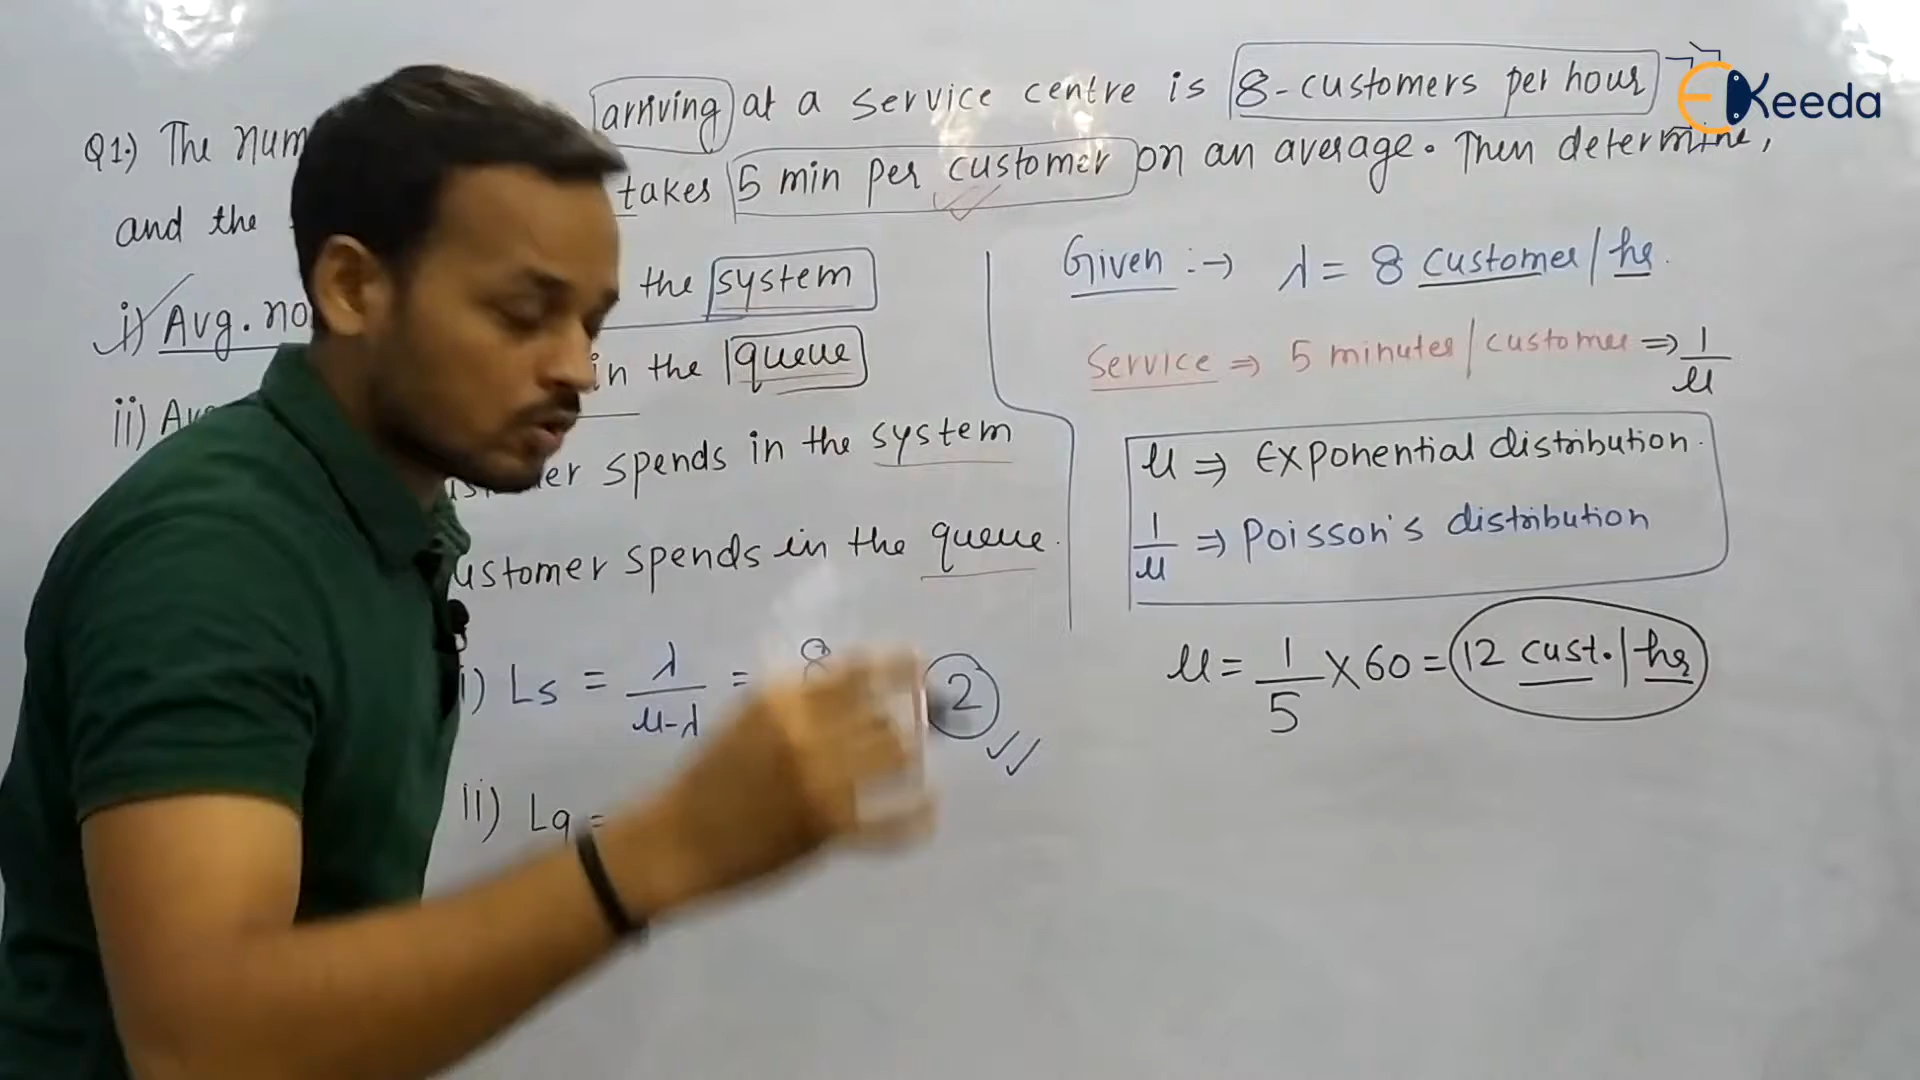 Q1.) The num arriving at a service centre is 8-customers per hour
and the takes 5 min per customer on an average. Then determine,
i) Avg. no the system
ii) Av in the queue
er spends in the system
ustomer spends in the queue.
i) Ls = λ/μ-λ = 8 2
ii) Lq =
Given :→ λ = 8 customer/hr.
Service ⇒ 5 minutes/customer ⇒ 1/μ
μ ⇒ Exponential distribution.
1/μ ⇒ Poisson's distribution
μ = 1/5 × 60 = 12 cust./hr
EKeeda